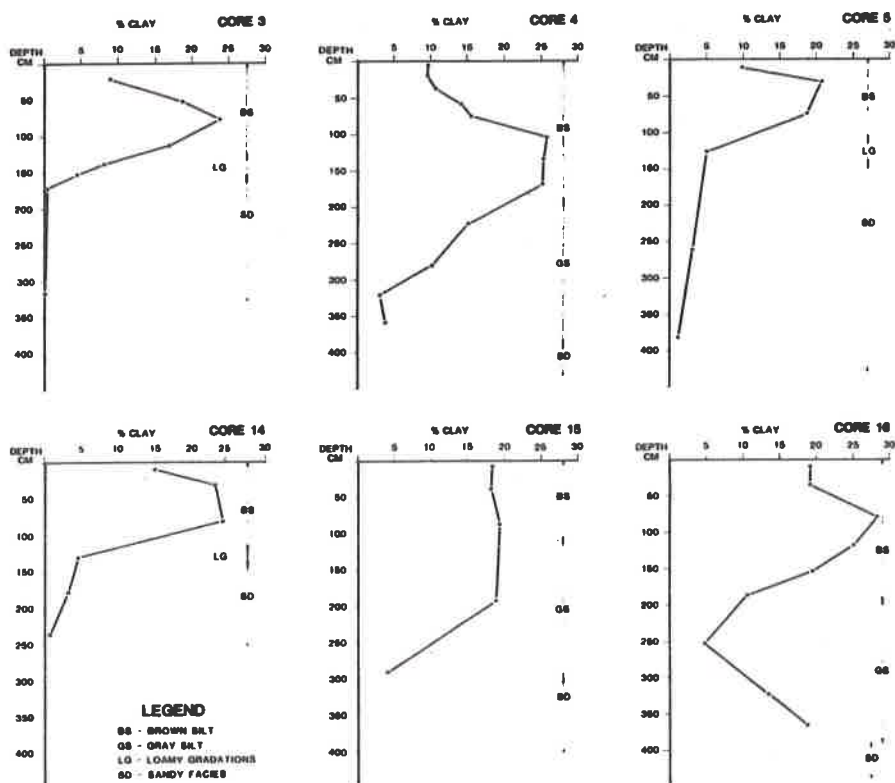 % CLAY CORE 3
DEPTH CM 5 10 15 20 25 30
50
100
150
200
250
300
350
400
BS
LG
SD
% CLAY CORE 4
DEPTH CM 5 10 15 20 25 30
50
100
150
200
250
300
350
400
BS
GS
SD
% CLAY CORE 5
DEPTH CM 5 10 15 20 25 30
50
100
150
200
250
300
350
400
BS
LG
SD
% CLAY CORE 14
DEPTH CM 5 10 15 20 25 30
50
100
150
200
250
300
350
400
BS
LG
SD
LEGEND
BS - BROWN SILT
GS - GRAY SILT
LG - LOAMY GRADATIONS
SD - SANDY FACIES
% CLAY CORE 15
DEPTH CM 5 10 15 20 25 30
50
100
150
200
250
300
350
400
BS
GS
SD
% CLAY CORE 16
DEPTH CM 5 10 15 20 25 30
50
100
150
200
250
300
350
400
BS
GS
SD